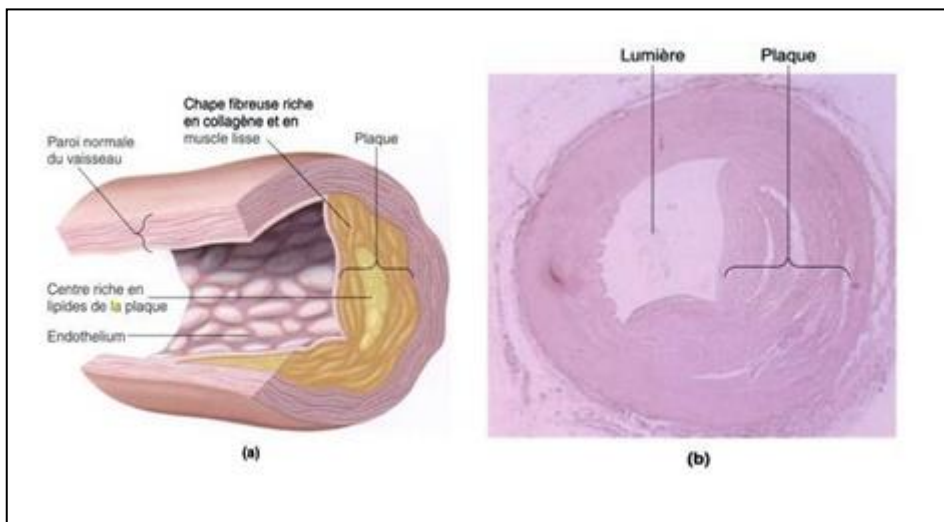 Chape fibreuse riche
en collagène et en
muscle lisse
Plaque
Paroi normale
du vaisseau
Centre riche en
lipides de la plaque
Endothelium
(a)
Lumière
Plaque
(b)